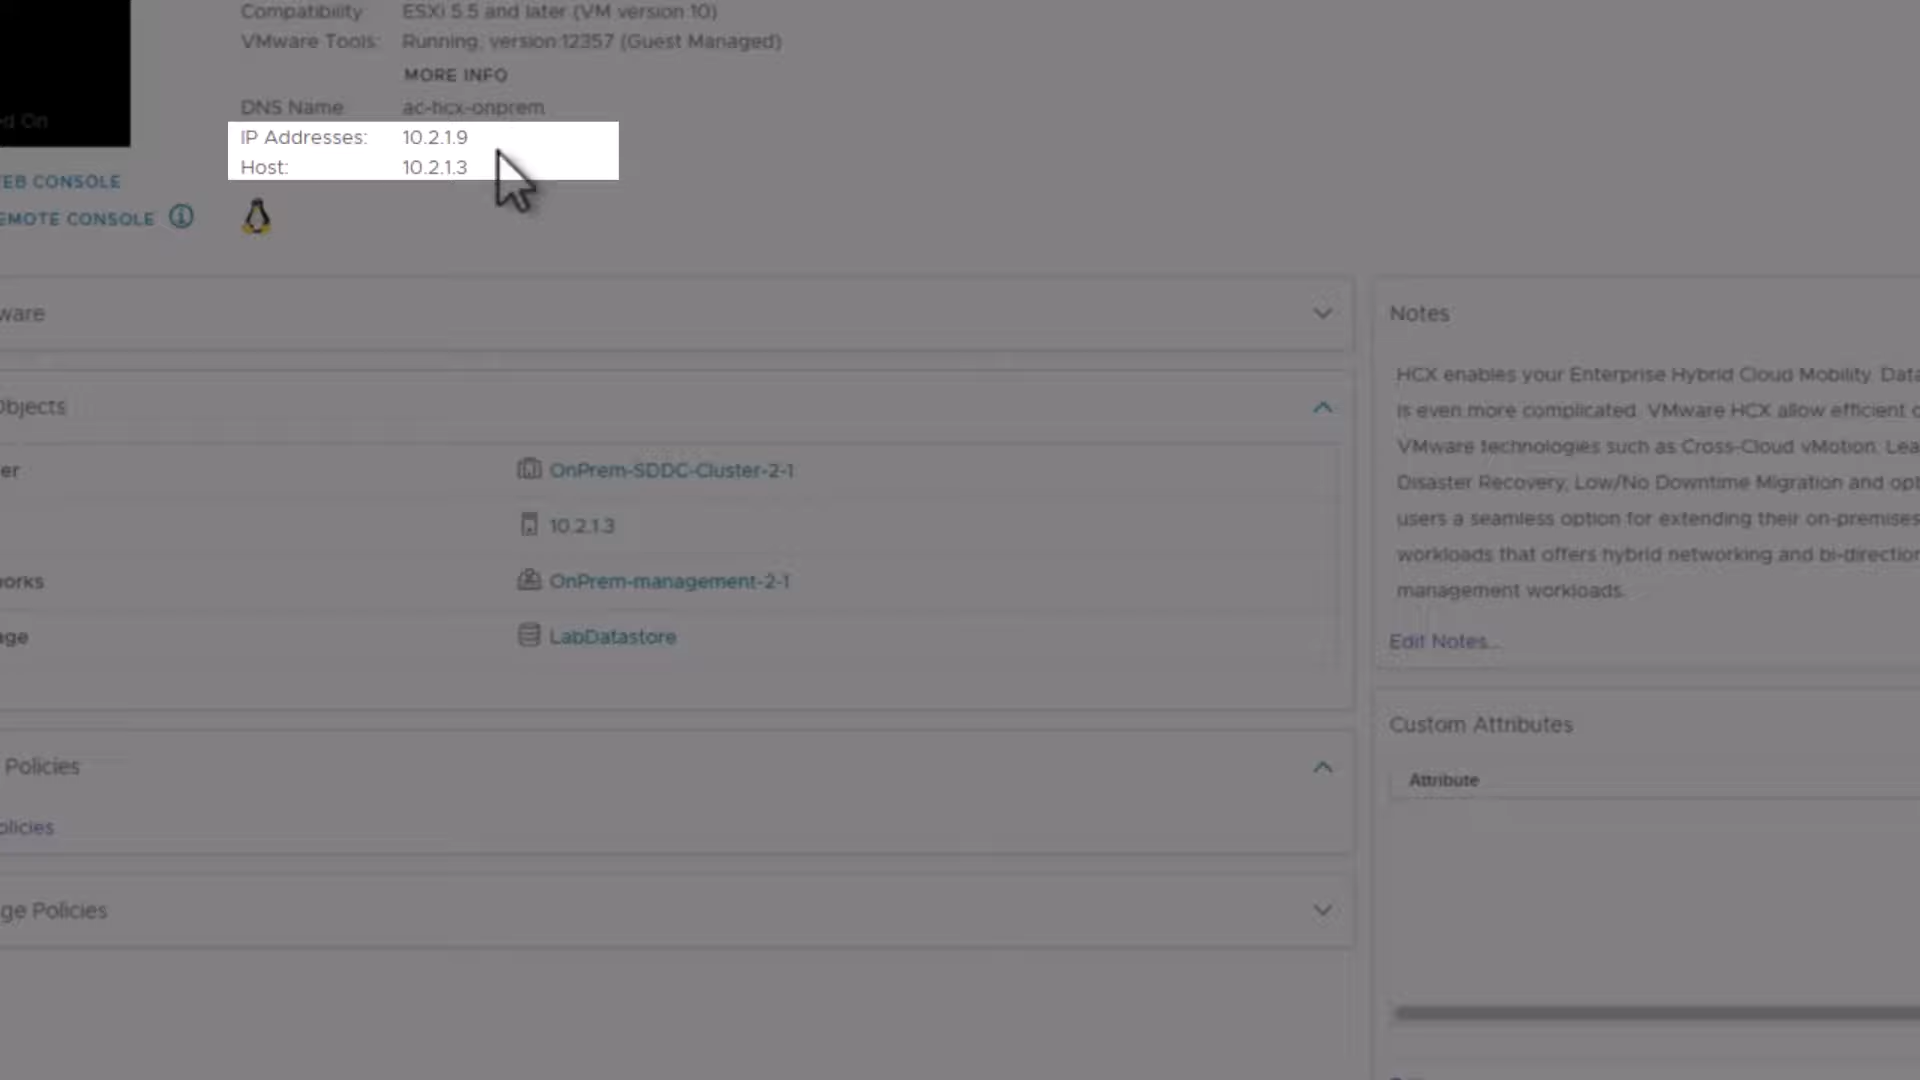 Compatibility: ESXi 5.5 and later (VM version 10)
VMware Tools: Running, version:12357 (Guest Managed)
MORE INFO
DNS Name: ac-hcx-onprem
ed On
IP Addresses: 10.2.1.9
Host: 10.2.1.3
EB CONSOLE
EMOTE CONSOLE
ware
Notes
HCX enables your Enterprise Hybrid Cloud Mobility. Data
is even more complicated. VMware HCX allow efficient
VMware technologies such as Cross-Cloud vMotion. Lea
Disaster Recovery, Low/No Downtime Migration and opt
users a seamless option for extending their on-premises
workloads that offers hybrid networking and bi-direction
management workloads.
Edit Notes...
Objects
er OnPrem-SDDC-Cluster-2-1
10.2.1.3
orks OnPrem-management-2-1
age LabDatastore
Custom Attributes
Attribute
Policies
olicies
ge Policies